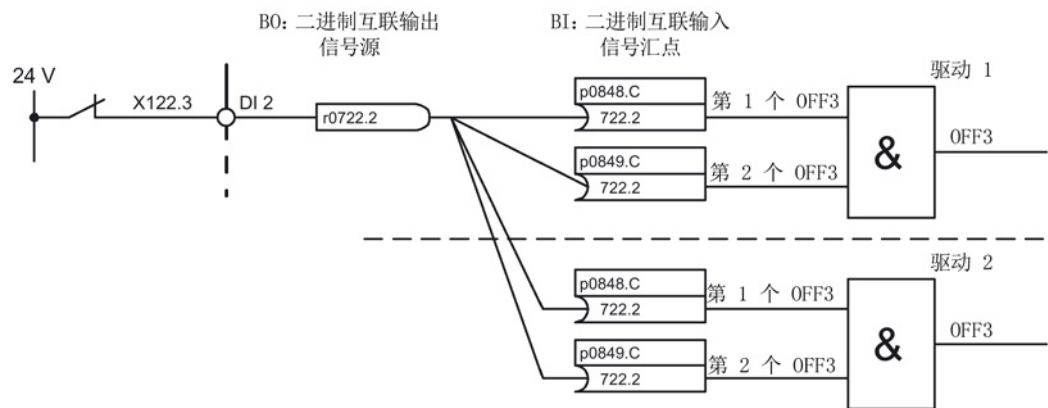 BO: 二进制互联输出
信号源
BI: 二进制互联输入
信号汇点
24 V
X122.3
DI 2
r0722.2
p0848.C
722.2
第 1 个 OFF3
p0849.C
722.2
第 2 个 OFF3
驱动 1
&
OFF3
p0848.C
722.2
第 1 个 OFF3
p0849.C
722.2
第 2 个 OFF3
驱动 2
&
OFF3